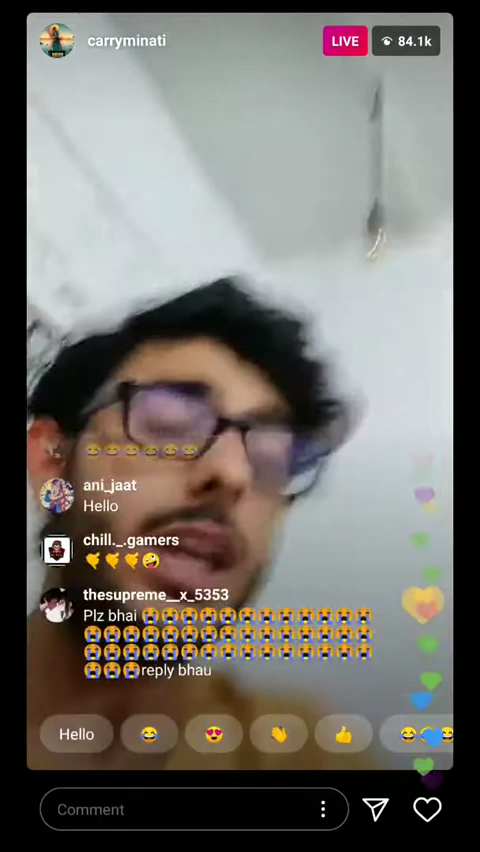 carryminati
LIVE
84.1k
😂😂😂😂😂😂
ani_jaat
Hello
chill._.gamers
🤙🤙🤙🤪
thesupreme__x_5353
Plz bhai 😭😭😭😭😭😭😭😭😭😭😭😭
😭😭😭😭😭😭😭😭😭😭😭😭😭😭😭
😭😭😭😭😭😭😭😭😭😭😭😭😭😭😭
😭😭😭reply bhau
Hello 😂 😍 👏 👍 😂😂😂
Comment